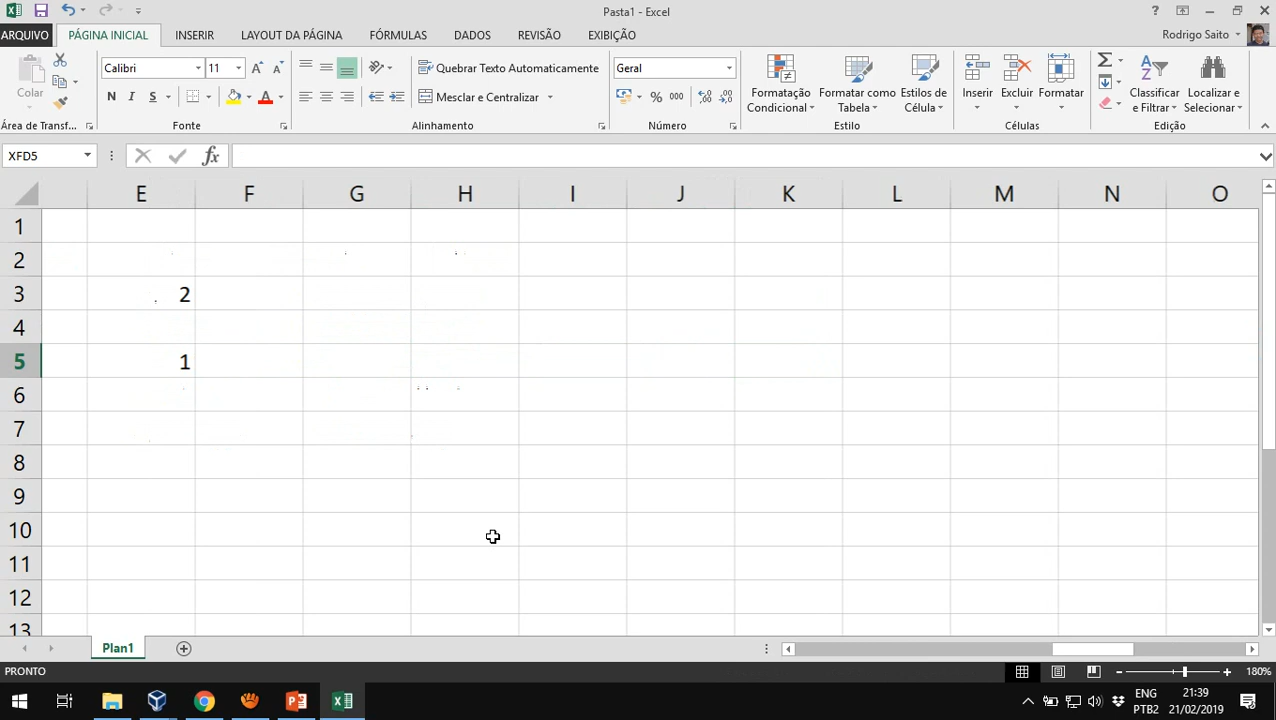 Pasta1 - Excel
?
ARQUIVO PÁGINA INICIAL INSERIR LAYOUT DA PÁGINA FÓRMULAS DADOS REVISÃO EXIBIÇÃO Rodrigo Saito
Colar
Calibri 11
Quebrar Texto Automaticamente
Geral
N I S
Mesclar e Centralizar
% 000
Formatação Condicional
Formatar como Tabela
Estilos de Célula
Inserir
Excluir
Formatar
Classificar e Filtrar
Localizar e Selecionar
Área de Transf...
Fonte
Alinhamento
Número
Estilo
Células
Edição
XFD5 fx
E F G H I J K L M N O
1
2
3 2
4
5 1
6
7
8
9
10
11
12
13
Plan1
PRONTO 180%
ENG 21:39
PTB2 21/02/2019